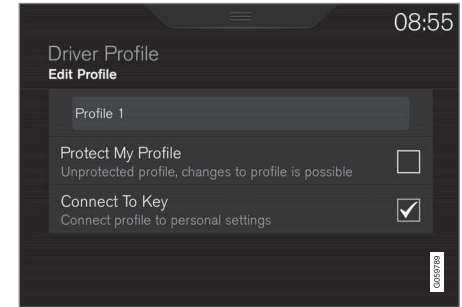 08:55
Driver Profile
Edit Profile
Profile 1
Protect My Profile
Unprotected profile, changes to profile is possible
Connect To Key
Connect profile to personal settings
G059789